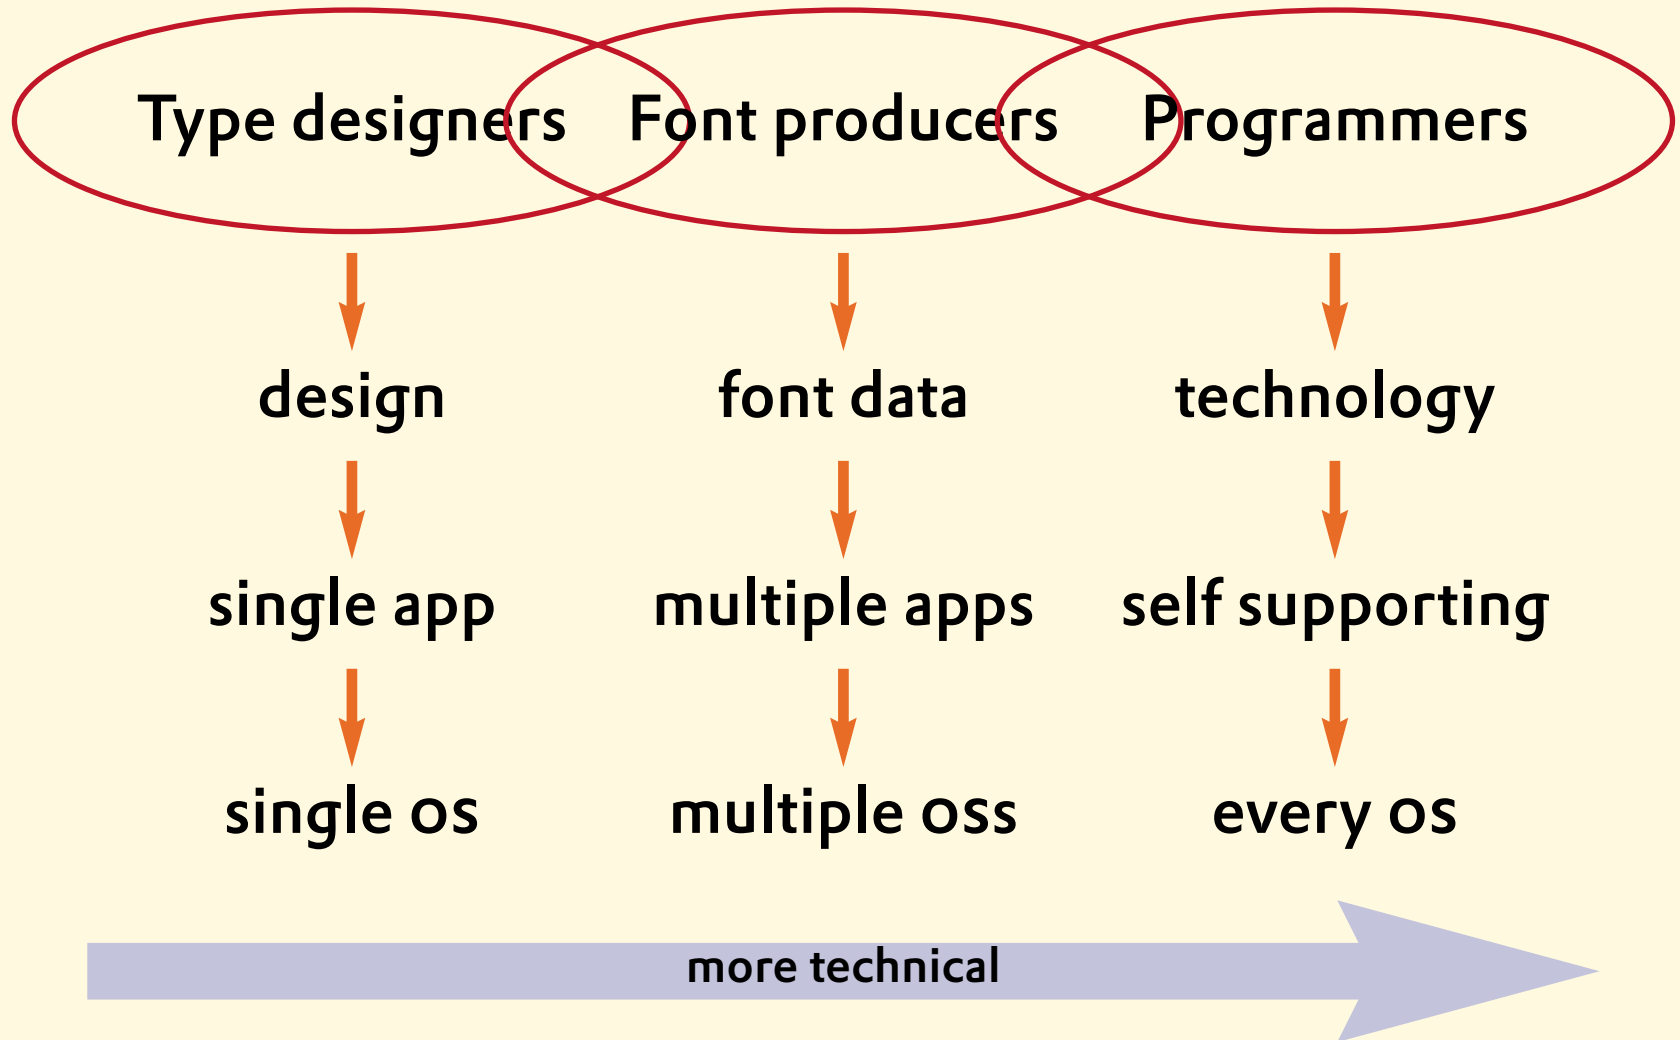 Type designers Font producers Programmers
design font data technology
single app multiple apps self supporting
single OS multiple OSs every OS
more technical